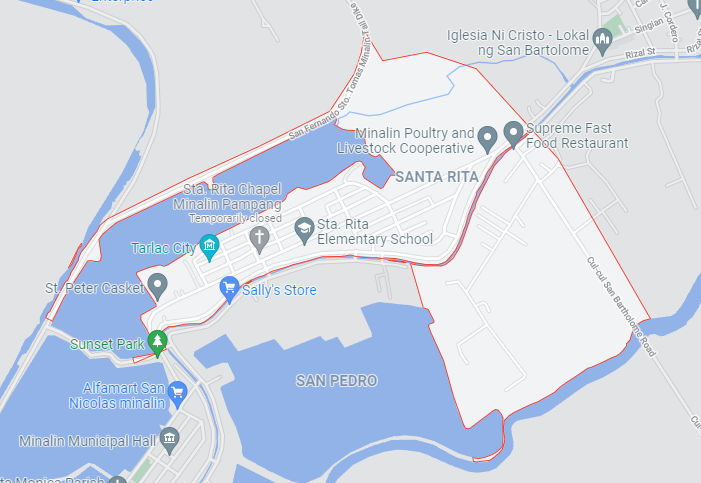 Enterprise
Iglesia Ni Cristo - Lokal
ng San Bartolome
Singian
J. Cordero
Rizal St
San Fernando Sto. Tomas Minalin Tail Dike
Minalin Poultry and
Livestock Cooperative
Supreme Fast
Food Restaurant
SANTA RITA
Sta. Rita Chapel
Minalin Pampang
Temporarily closed
Sta. Rita
Elementary School
Tarlac City
St. Peter Casket
Sally's Store
Cul-cul San Bartholome Road
Sunset Park
SAN PEDRO
Alfamart San
Nicolas minalin
Minalin Municipal Hall
Monica Parish